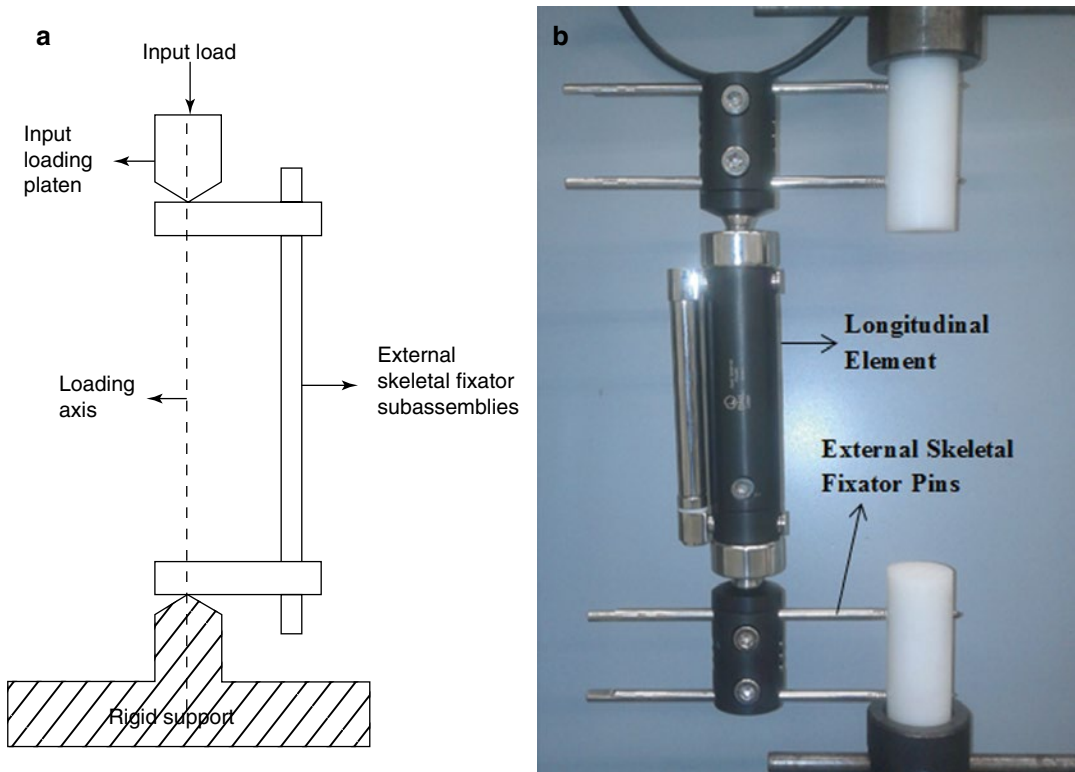 a
Input load
Input
loading
platen
Loading
axis
External
skeletal fixator
subassemblies
Rigid support
b
Longitudinal
Element
External Skeletal
Fixator Pins